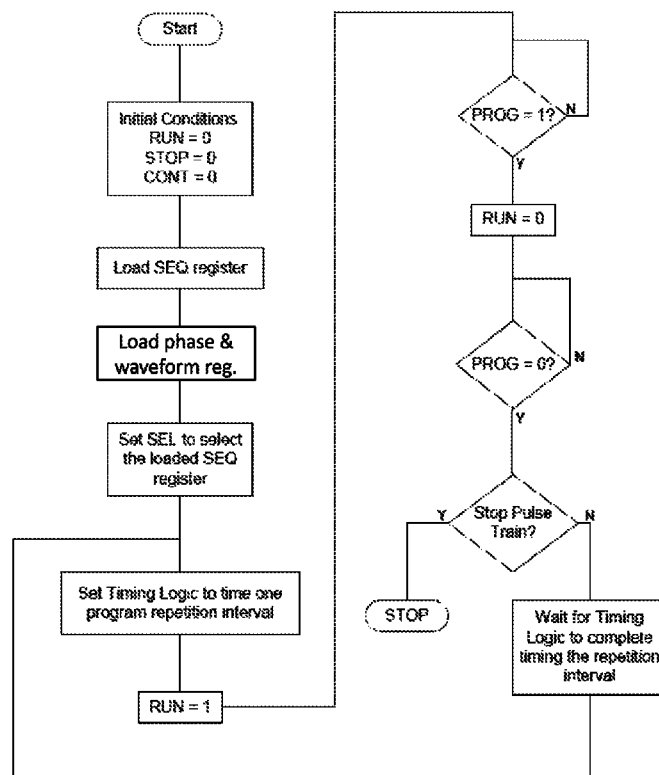 Start
Initial Conditions
RUN = 0
STOP = 0
CONT = 0
Load SEQ register
Load phase &
waveform reg.
Set SEL to select
the loaded SEQ
register
Set Timing Logic to time one
program repetition interval
RUN = 1
PROG = 1?
N
Y
RUN = 0
PROG = 0?
N
Y
Stop Pulse
Train?
Y
N
STOP
Wait for Timing
Logic to complete
timing the repetition
interval